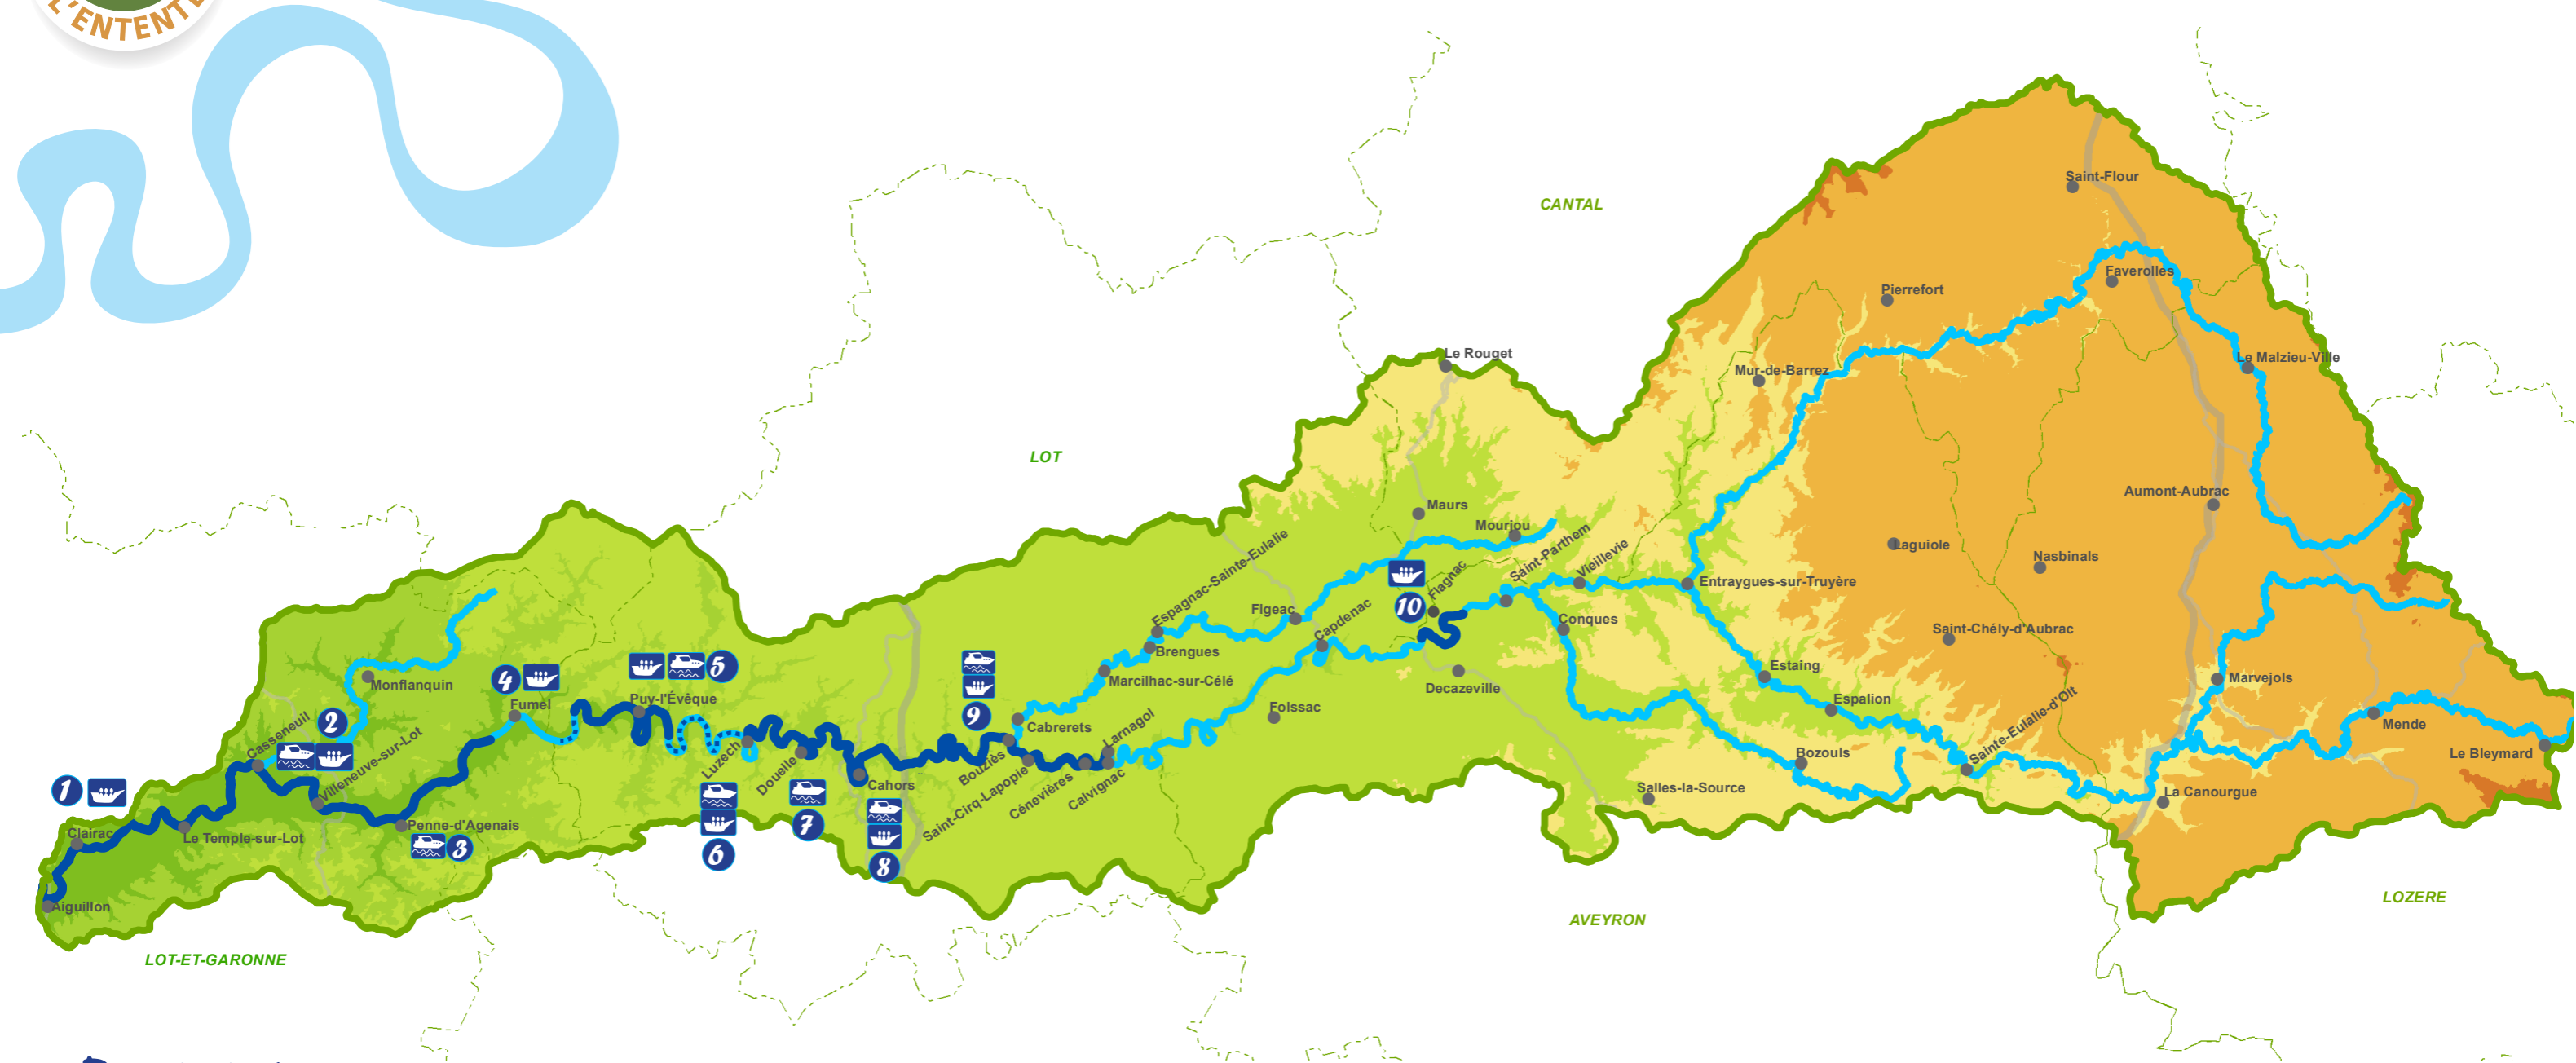 L'ENTENTE
CANTAL
Saint-Flour
Faverolles
Pierrefort
Le Rouget
Mur-de-Barrez
Le Malzieu-Ville
LOT
Aumont-Aubrac
Maurs
Mourjou
Saint-Parthem
Vieillevie
Espagnac-Sainte-Eulalie
Laguiole
Nasbinals
Flagnac
Entraygues-sur-Truyère
10
Figeac
Capdenac
Conques
Saint-Chély-d'Aubrac
Brengues
Estaing
Marcilhac-sur-Célé
Decazeville
Marvejols
Monflanquin
4
5
Puy-l'Évêque
Fumel
9
Foissac
Espalion
Sainte-Eulalie-d'Olt
Mende
2
Casseneuil
Villeneuve-sur-Lot
Cabrerets
Larnagol
Luzech
Douelle
Bouziès
Saint-Cirq-Lapopie
Cénevières
Calvignac
Bozouls
Le Bleymard
1
Cahors
Salles-la-Source
La Canourgue
Clairac
Le Temple-sur-Lot
Penne-d'Agenais
3
6
7
8
Aiguillon
LOZERE
AVEYRON
LOT-ET-GARONNE